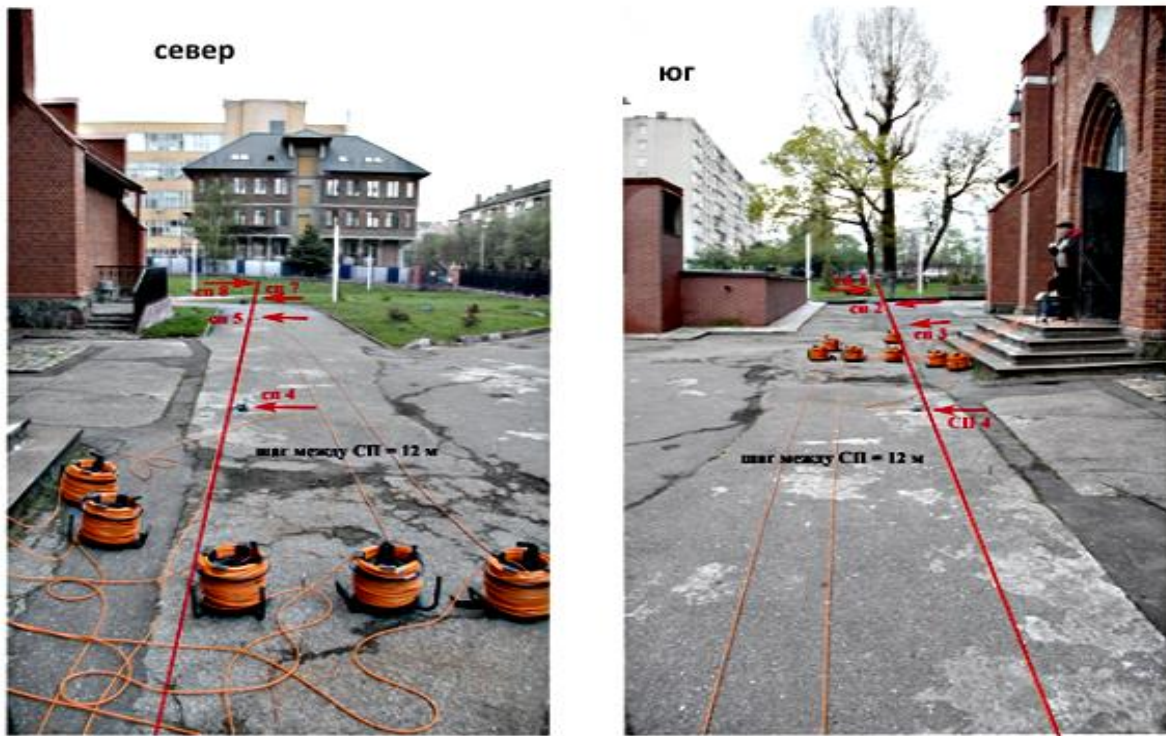 север
сп 8
сп 7
сп 5
сп 4
шаг между СП = 12 м
юг
сп 2
сп 3
СП 4
шаг между СП = 12 м